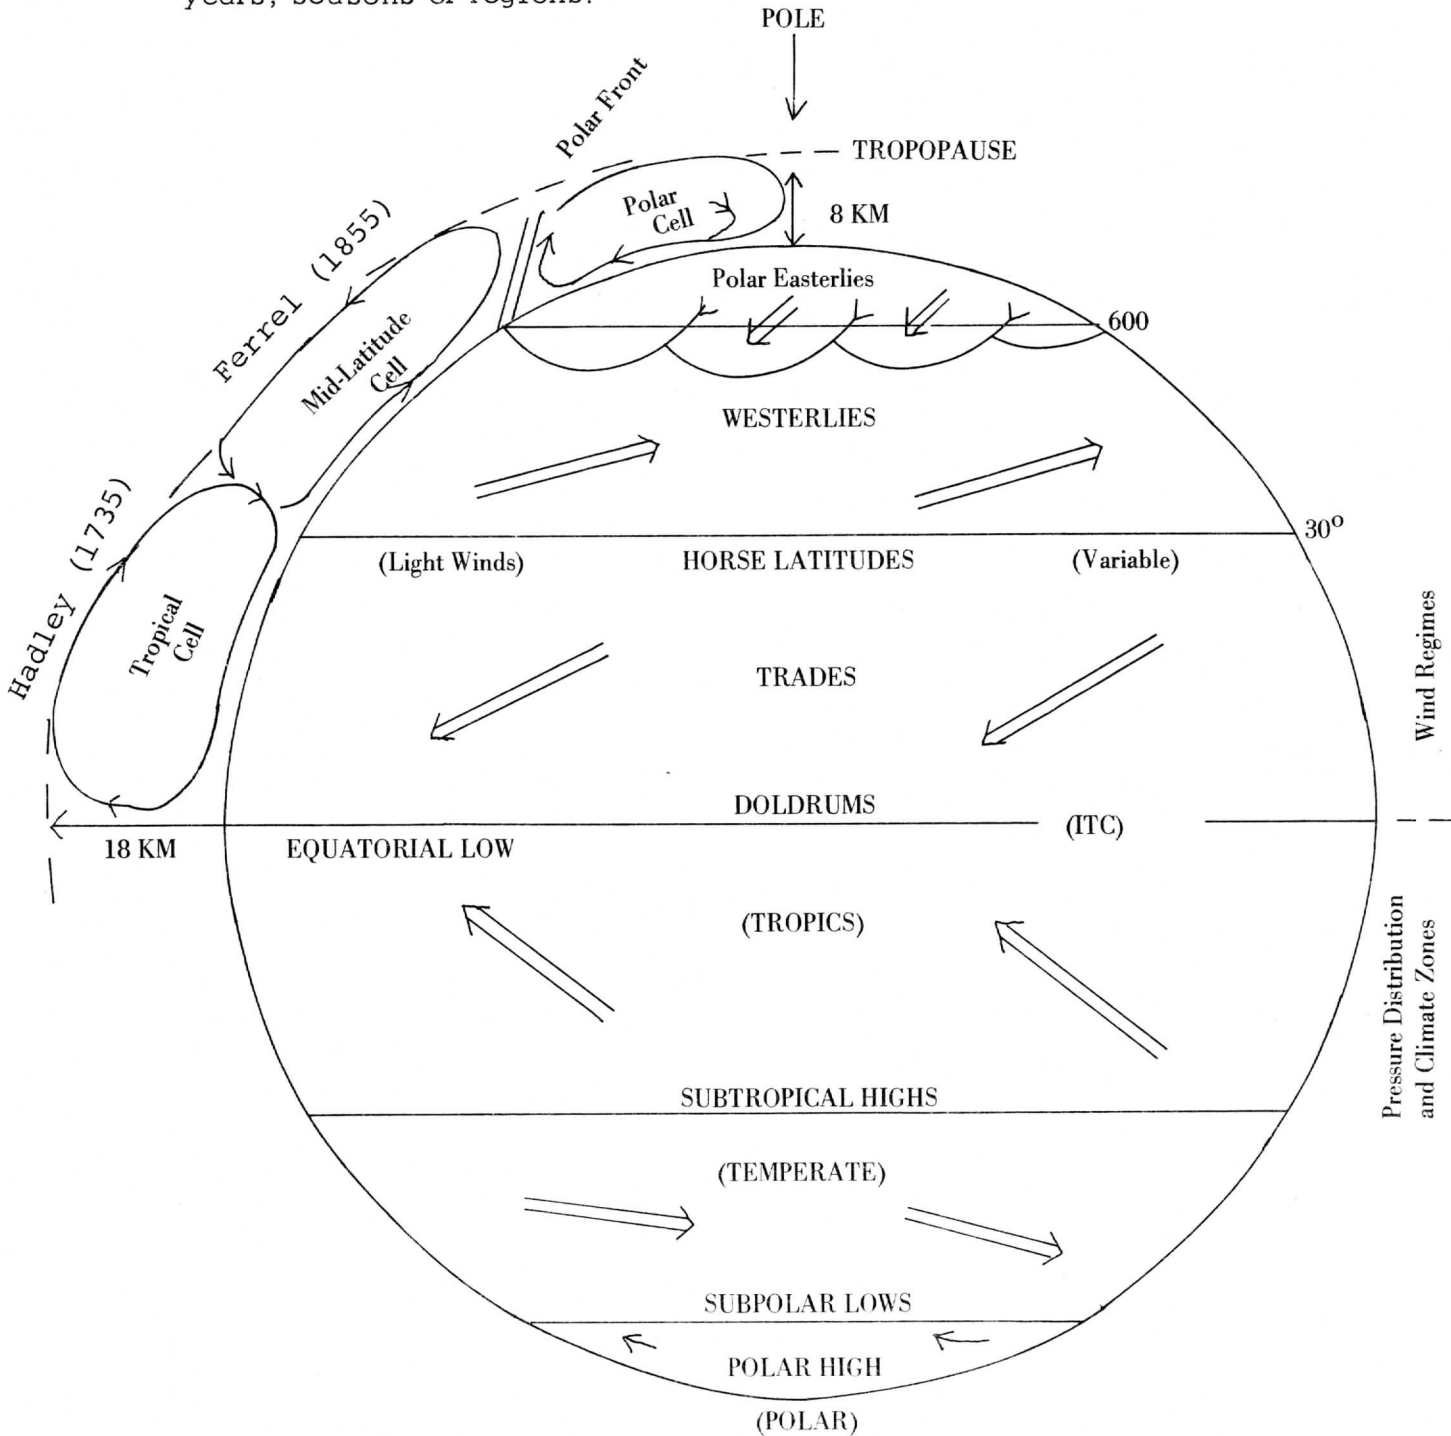 years, seasons & regions.
POLE
Polar Front
TROPOPAUSE
Polar
Cell
8 KM
Ferrel (1855)
Polar Easterlies
600
Mid-Latitude
Cell
WESTERLIES
Hadley (1735)
30º
(Light Winds)
HORSE LATITUDES
(Variable)
Tropical
Cell
TRADES
Wind Regimes
DOLDRUMS
(ITC)
18 KM
EQUATORIAL LOW
(TROPICS)
Pressure Distribution
and Climate Zones
SUBTROPICAL HIGHS
(TEMPERATE)
SUBPOLAR LOWS
POLAR HIGH
(POLAR)